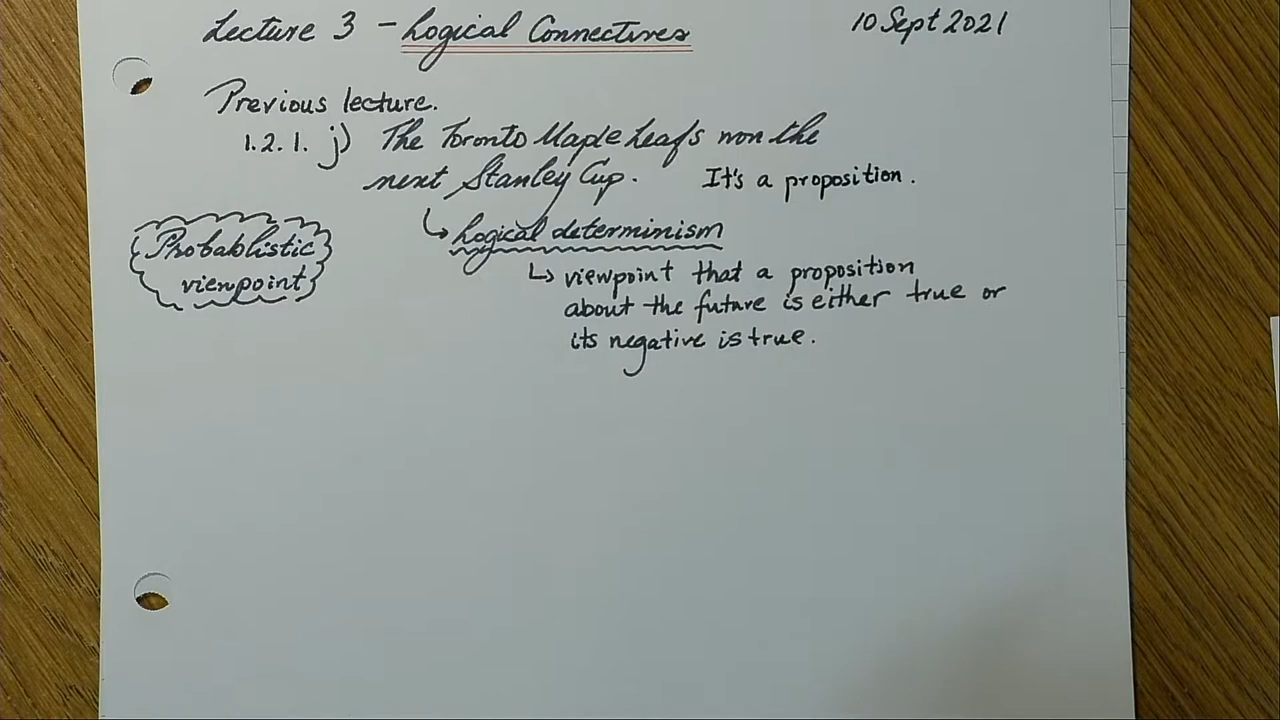 Lecture 3 - Logical Connectives 10 Sept 2021
Previous lecture.
1.2.1. j) The Toronto Maple Leafs won the
next Stanley Cup. It's a proposition.
Logical determinism
Probablistic
viewpoint
↳ viewpoint that a proposition
about the future is either true or
its negative is true.